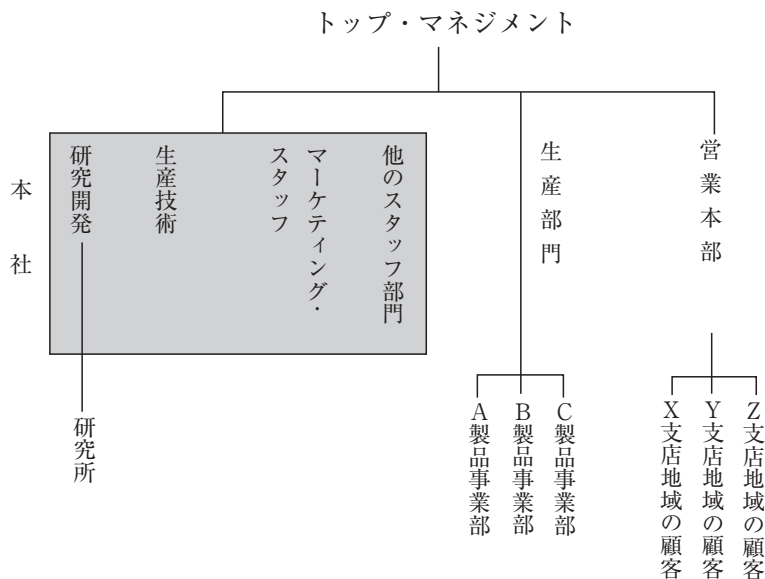 トップ・マネジメント
本社
研究開発
生産技術
マーケティング・
スタッフ
他のスタッフ部門
生産部門
営業本部
研究所
A製品事業部
B製品事業部
C製品事業部
X支店地域の顧客
Y支店地域の顧客
Z支店地域の顧客